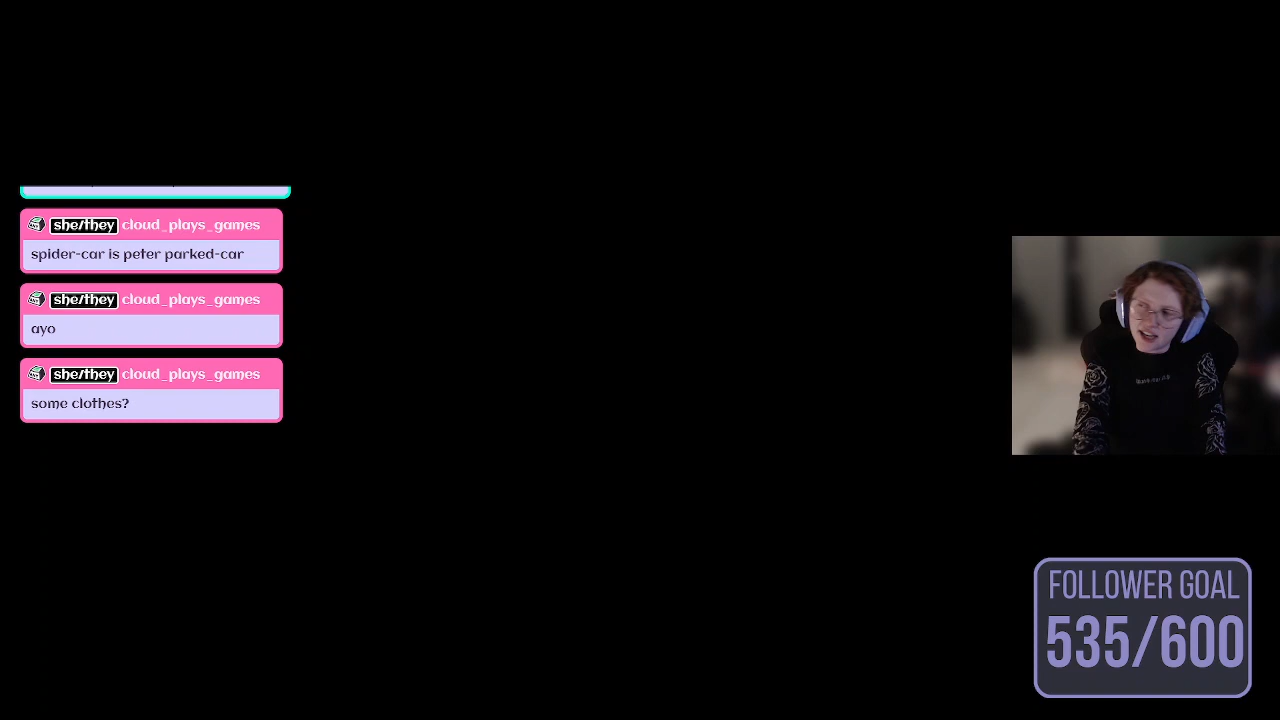 she/they cloud_plays_games
spider-car is peter parked-car
she/they cloud_plays_games
ayo
she/they cloud_plays_games
some clothes?
FOLLOWER GOAL
535/600